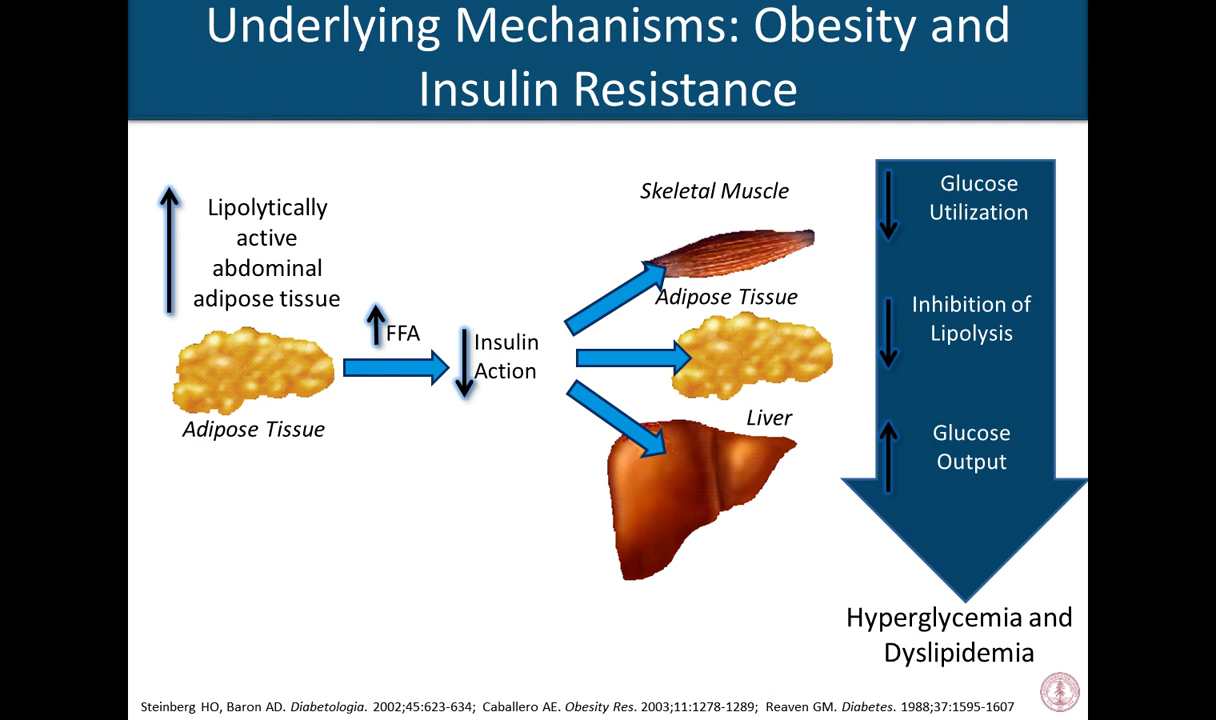 Underlying Mechanisms: Obesity and
Insulin Resistance
Lipolytically
active
abdominal
adipose tissue
Adipose Tissue
FFA
Insulin
Action
Skeletal Muscle
Adipose Tissue
Liver
Glucose
Utilization
Inhibition of
Lipolysis
Glucose
Output
Hyperglycemia and
Dyslipidemia
Steinberg HO, Baron AD. Diabetologia. 2002;45:623-634; Caballero AE. Obesity Res. 2003;11:1278-1289; Reaven GM. Diabetes. 1988;37:1595-1607